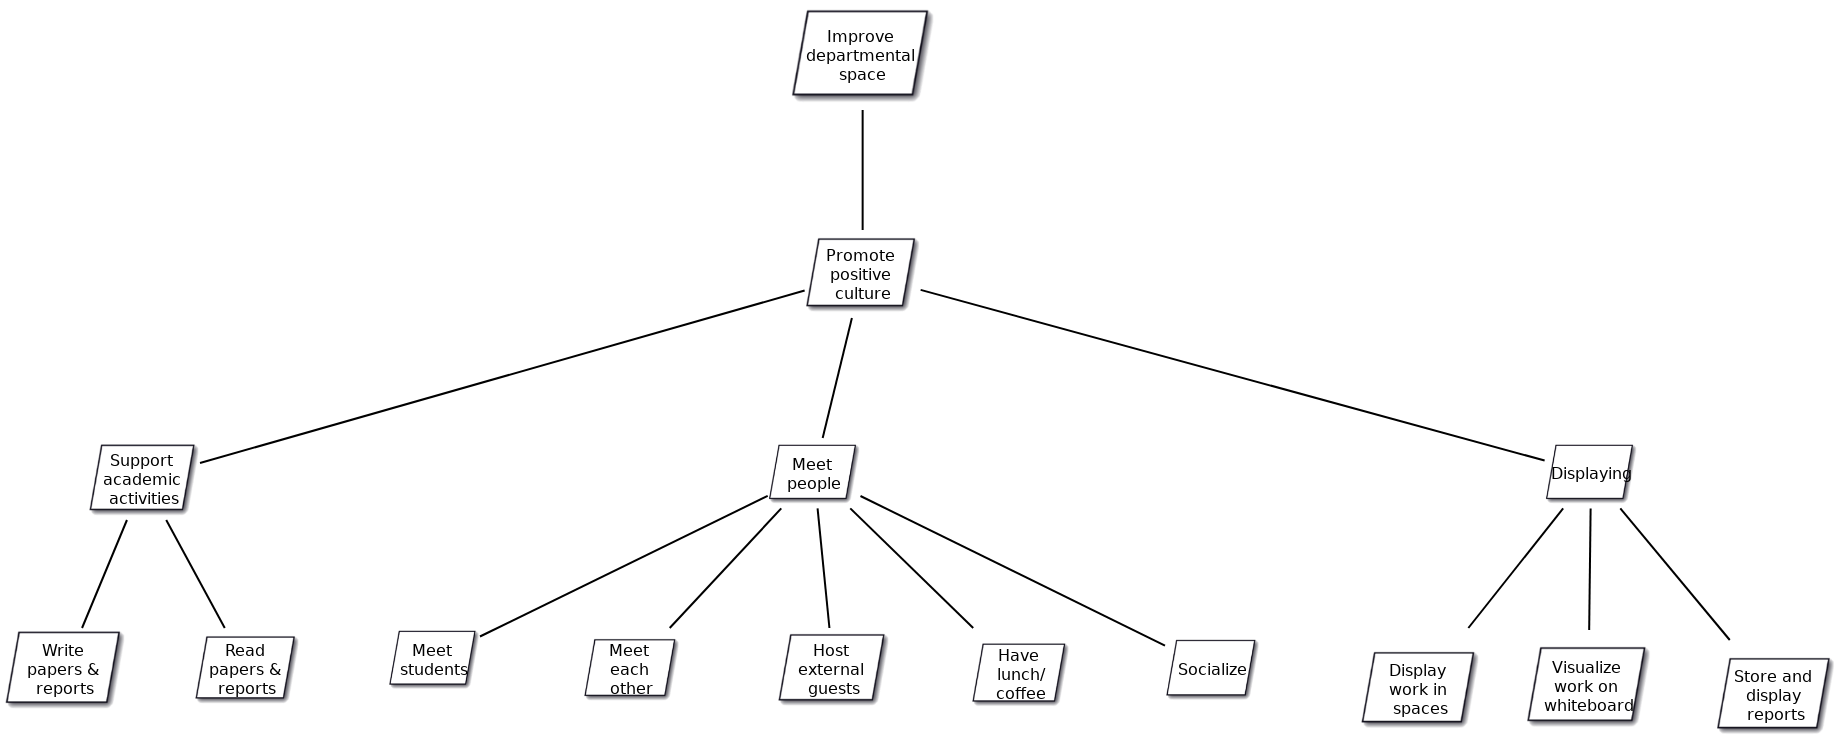 Improve
departmental
space
Promote
positive
culture
Support
academic
activities
Meet
people
Displaying
Write
papers &
reports
Read
papers &
reports
Meet
students
Meet
each
other
Host
external
guests
Have
lunch/
coffee
Socialize
Display
work in
spaces
Visualize
work on
whiteboard
Store and
display
reports